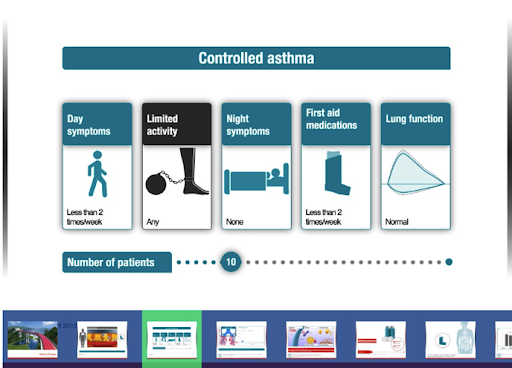 Controlled asthma
Day
symptoms
Less than 2
times/week
Limited
activity
Any
Night
symptoms
None
First aid
medications
Less than 2
times/week
Lung function
Normal
Number of patients
10